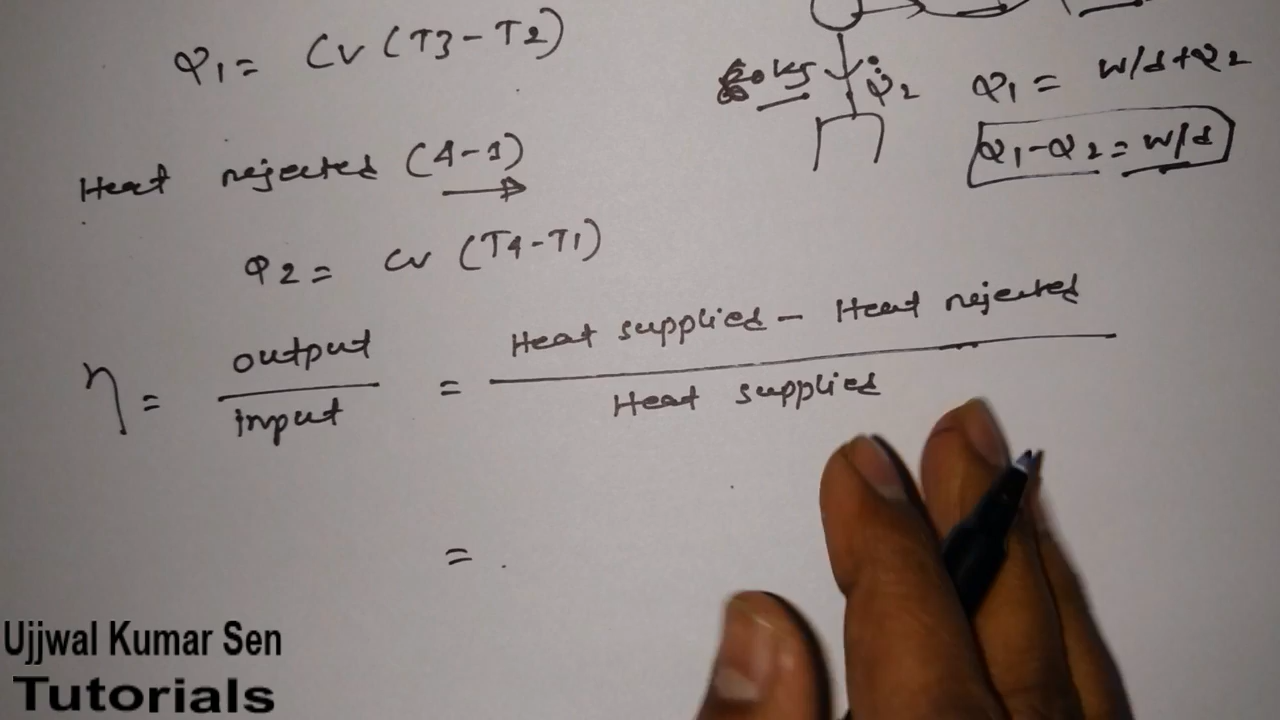 Q1 = Cv (T3 - T2)
Q̇2
Q1 = W/d + Q2
Q1 - Q2 = W/d
Heat rejected (4-1)
Q2 = Cv (T4 - T1)
η = output / input = Heat supplied - Heat rejected / Heat supplied
=
Ujjwal Kumar Sen
Tutorials